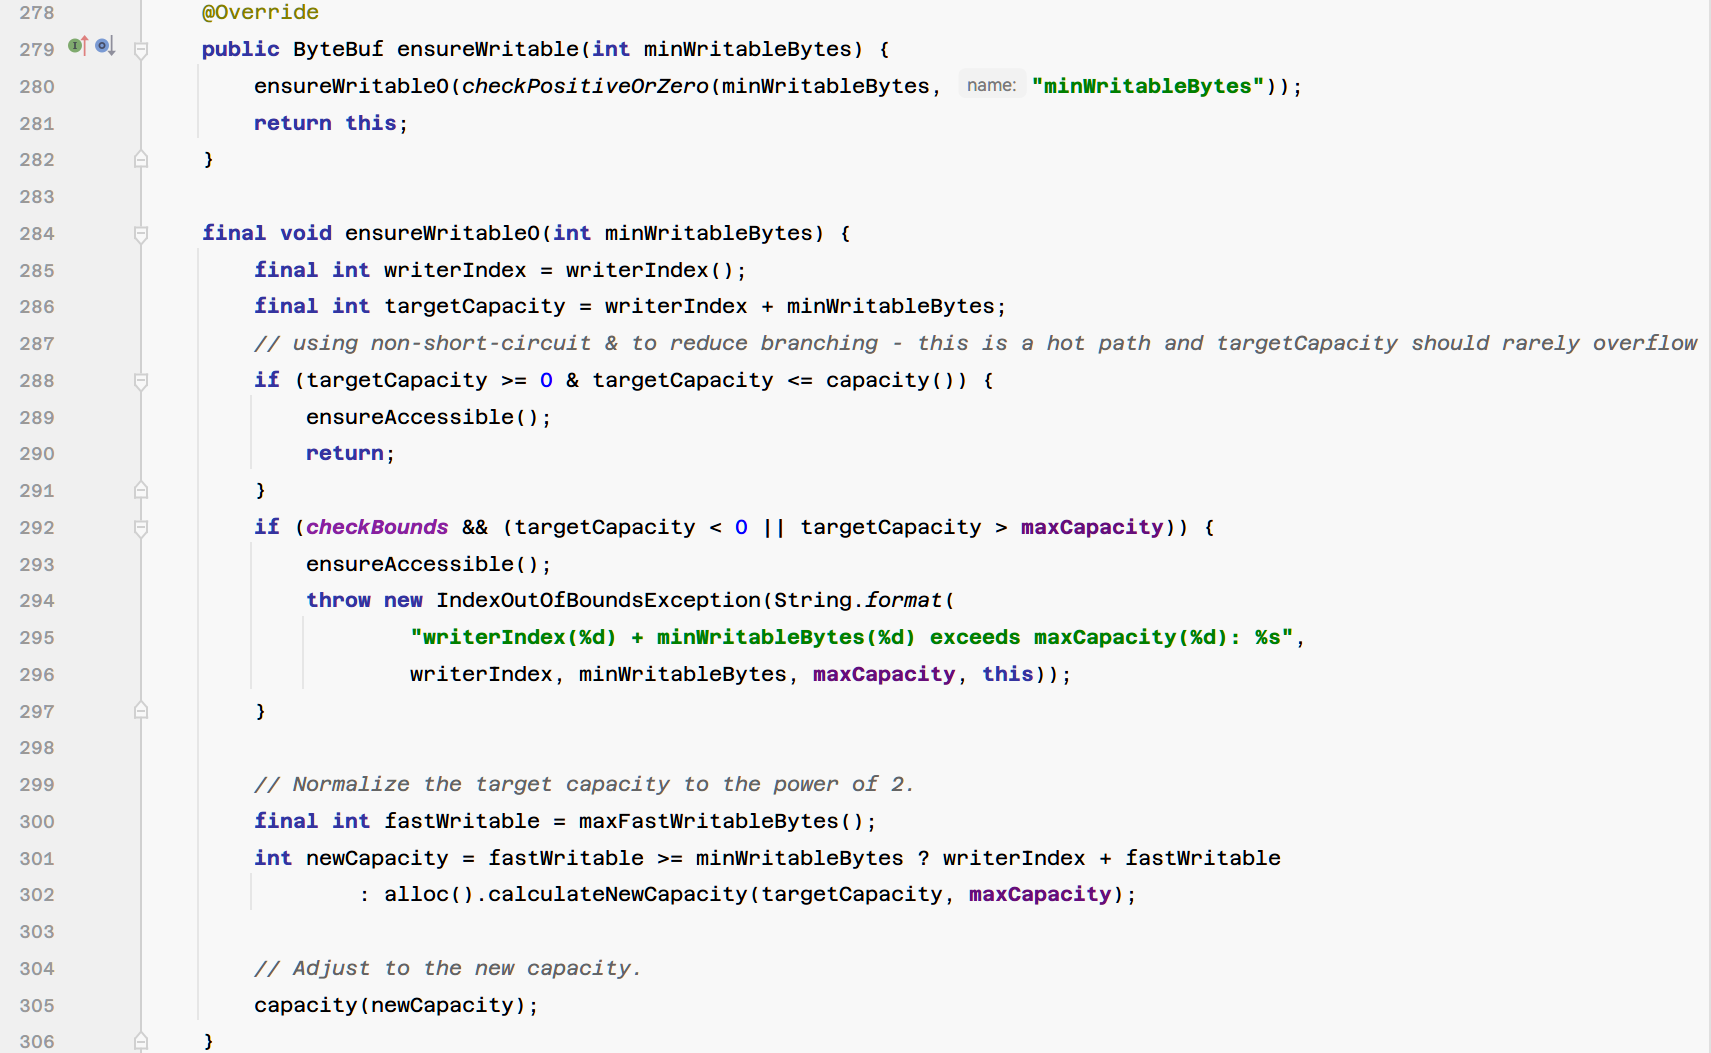 278 @Override
279 public ByteBuf ensureWritable(int minWritableBytes) {
280 ensureWritable0(checkPositiveOrZero(minWritableBytes, name: "minWritableBytes"));
281 return this;
282 }
283
284 final void ensureWritable0(int minWritableBytes) {
285 final int writerIndex = writerIndex();
286 final int targetCapacity = writerIndex + minWritableBytes;
287 // using non-short-circuit & to reduce branching - this is a hot path and targetCapacity should rarely overflow
288 if (targetCapacity >= 0 & targetCapacity <= capacity()) {
289 ensureAccessible();
290 return;
291 }
292 if (checkBounds && (targetCapacity < 0 || targetCapacity > maxCapacity)) {
293 ensureAccessible();
294 throw new IndexOutOfBoundsException(String.format(
295 "writerIndex(%d) + minWritableBytes(%d) exceeds maxCapacity(%d): %s",
296 writerIndex, minWritableBytes, maxCapacity, this));
297 }
298
299 // Normalize the target capacity to the power of 2.
300 final int fastWritable = maxFastWritableBytes();
301 int newCapacity = fastWritable >= minWritableBytes ? writerIndex + fastWritable
302 : alloc().calculateNewCapacity(targetCapacity, maxCapacity);
303
304 // Adjust to the new capacity.
305 capacity(newCapacity);
306 }